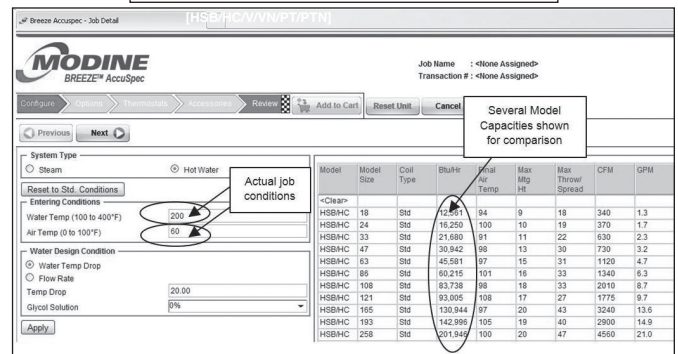 Breeze Accuspec - Job Detail
[HSB/HC/V/VN/PT/PTN]
MODINE
BREEZE™ AccuSpec
Job Name : <None Assigned>
Transaction # : <None Assigned>
Configure Options Thermostats Accessories Review Add to Cart Reset Unit Cancel
Previous Next
Several Model
Capacities shown
for comparison
System Type
Steam Hot Water
Reset to Std. Conditions
Entering Conditions
Water Temp (100 to 400°F) 200
Air Temp (0 to 100°F) 60
Actual job
conditions
Water Design Condition
Water Temp Drop
Flow Rate
Temp Drop 20.00
Glycol Solution 0%
Apply
Model Model Size Coil Type Btu/Hr Final Air Temp Max Mtg Ht Max Throw/ Spread CFM GPM
<Clear>
HSB/HC 18 Std 12,561 94 9 18 340 1.3
HSB/HC 24 Std 16,250 100 10 19 370 1.7
HSB/HC 33 Std 21,680 91 11 22 630 2.3
HSB/HC 47 Std 30,942 98 13 30 730 3.2
HSB/HC 63 Std 45,581 97 15 31 1120 4.7
HSB/HC 86 Std 60,215 101 16 33 1340 6.3
HSB/HC 108 Std 83,738 98 18 33 2010 8.7
HSB/HC 121 Std 93,005 108 17 27 1775 9.7
HSB/HC 165 Std 130,944 97 20 43 3240 13.6
HSB/HC 193 Std 142,996 105 19 40 2900 14.9
HSB/HC 258 Std 201,946 100 20 47 4560 21.0